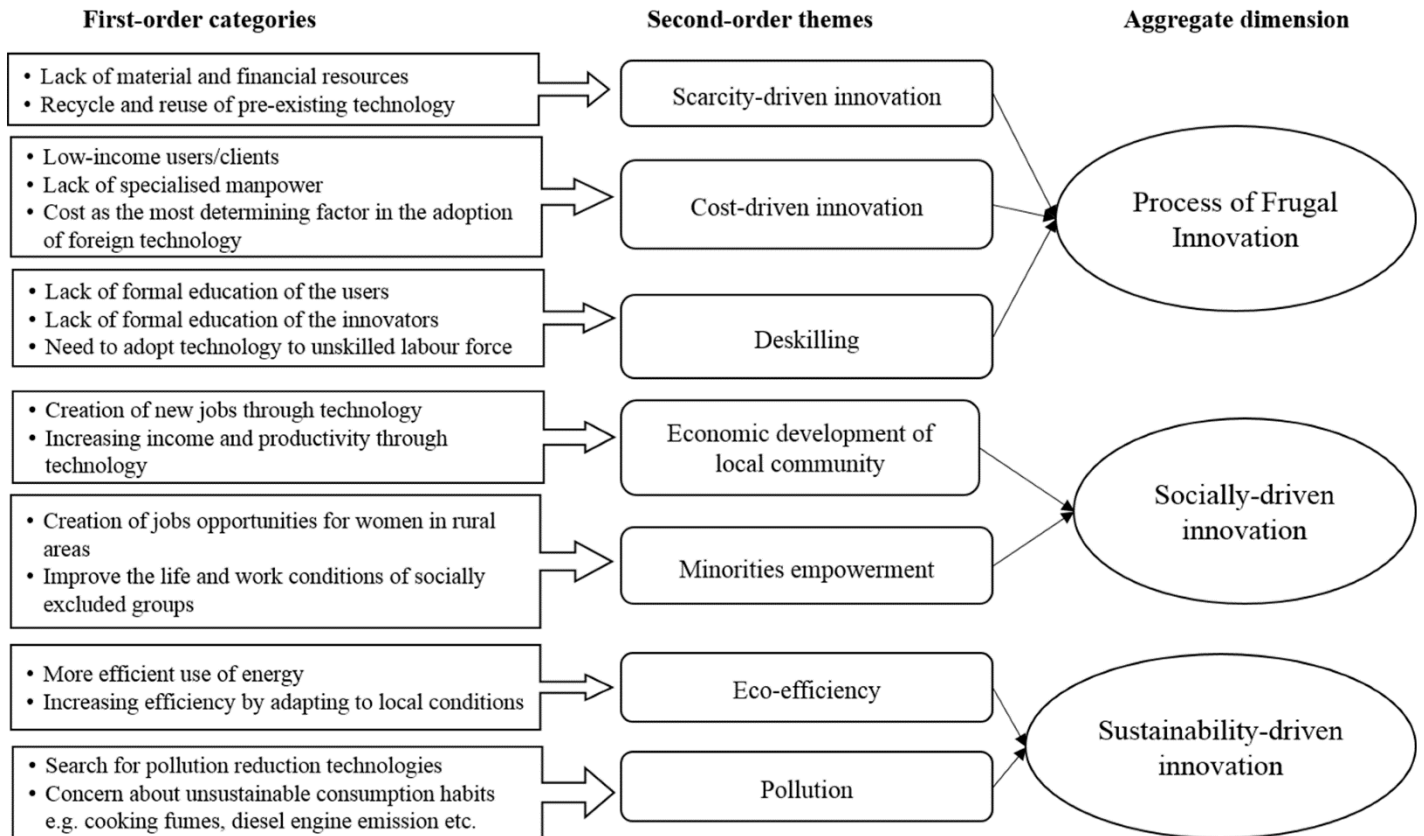 First-order categories
Second-order themes
Aggregate dimension
• Lack of material and financial resources
• Recycle and reuse of pre-existing technology
Scarcity-driven innovation
• Low-income users/clients
• Lack of specialised manpower
• Cost as the most determining factor in the adoption
of foreign technology
Cost-driven innovation
Process of Frugal
Innovation
• Lack of formal education of the users
• Lack of formal education of the innovators
• Need to adopt technology to unskilled labour force
Deskilling
• Creation of new jobs through technology
• Increasing income and productivity through
technology
Economic development of
local community
• Creation of jobs opportunities for women in rural
areas
• Improve the life and work conditions of socially
excluded groups
Minorities empowerment
Socially-driven
innovation
• More efficient use of energy
• Increasing efficiency by adapting to local conditions
Eco-efficiency
• Search for pollution reduction technologies
• Concern about unsustainable consumption habits
e.g. cooking fumes, diesel engine emission etc.
Pollution
Sustainability-driven
innovation